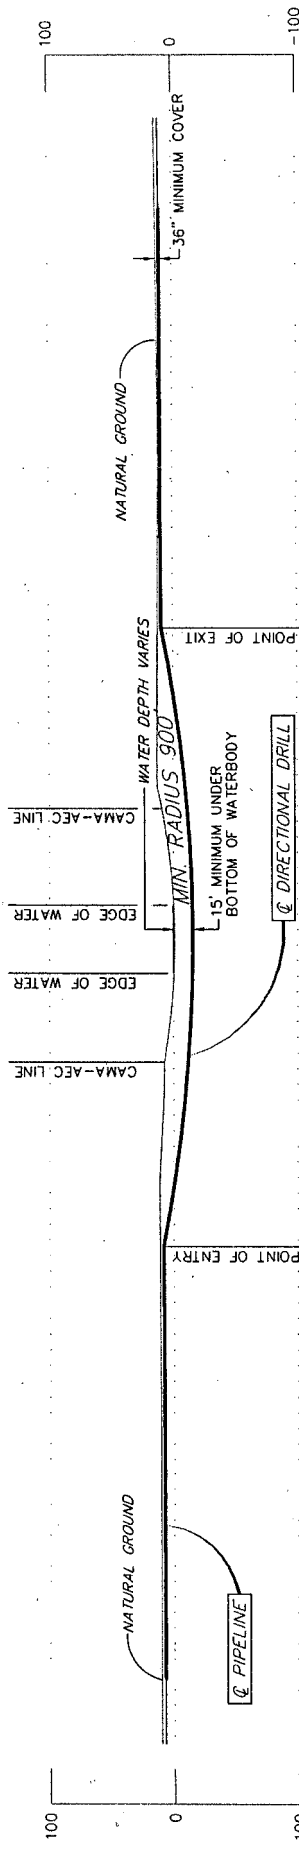 100
0
-100
NATURAL GROUND
℄ PIPELINE
POINT OF ENTRY
CAMA-AEC LINE
EDGE OF WATER
EDGE OF WATER
CAMA-AEC LINE
WATER DEPTH VARIES
MIN. RADIUS 900
15' MINIMUM UNDER
BOTTOM OF WATERBODY
℄ DIRECTIONAL DRILL
POINT OF EXIT
NATURAL GROUND
36" MINIMUM COVER
100
0
-100